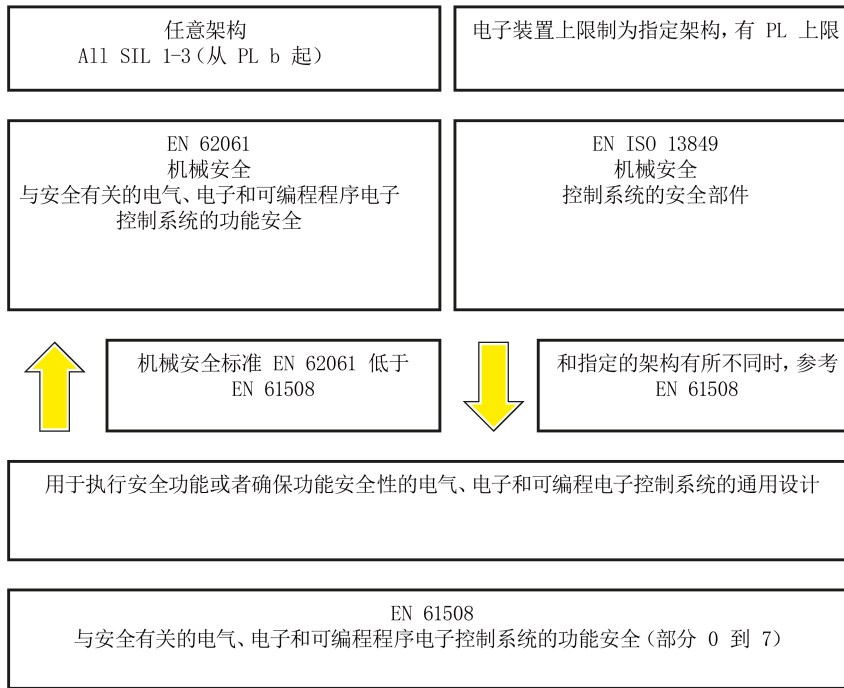 任意架构
All SIL 1-3（从 PL b 起）
电子装置上限制为指定架构，有 PL 上限
EN 62061
机械安全
与安全有关的电气、电子和可编程程序电子
控制系统的功能安全
EN ISO 13849
机械安全
控制系统的安全部件
机械安全标准 EN 62061 低于
EN 61508
和指定的架构有所不同时，参考
EN 61508
用于执行安全功能或者确保功能安全性的电气、电子和可编程电子控制系统的通用设计
EN 61508
与安全有关的电气、电子和可编程程序电子控制系统的功能安全（部分 0 到 7）